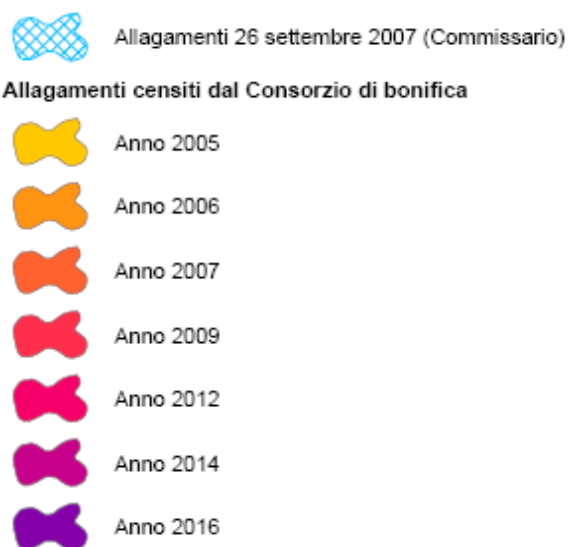 Allagamenti 26 settembre 2007 (Commissario)
Allagamenti censiti dal Consorzio di bonifica
Anno 2005
Anno 2006
Anno 2007
Anno 2009
Anno 2012
Anno 2014
Anno 2016